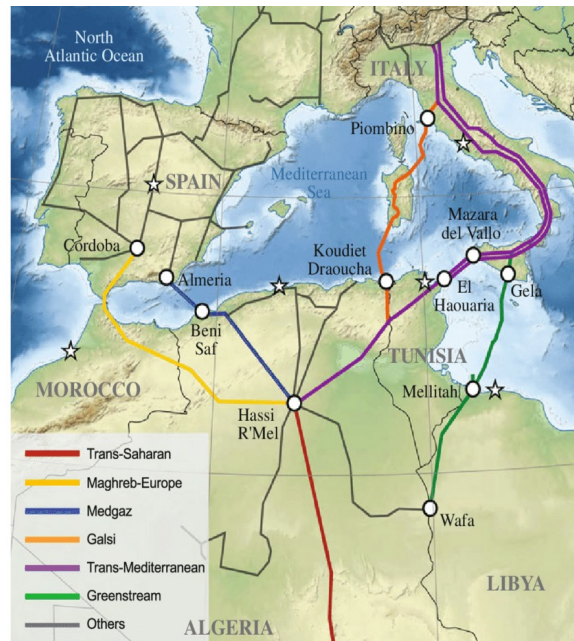 North
Atlantic Ocean
ITALY
Piombino
SPAIN
Mediterranean
Sea
Mazara
del Vallo
Cordoba
Koudiet
Draoucha
Almeria
El
Haouaria
Gela
Beni
Saf
TUNISIA
MOROCCO
Mellitah
Hassi
R'Mel
Trans-Saharan
Maghreb-Europe
Medgaz
Wafa
Galsi
Trans-Mediterranean
Greenstream
LIBYA
Others
ALGERIA